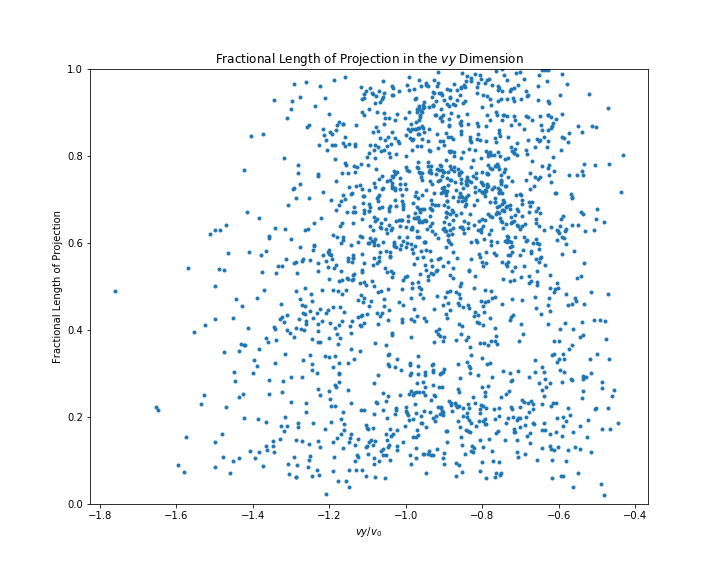 Fractional Length of Projection in the vy Dimension
1.0
0.8
0.6
0.4
0.2
0.0
Fractional Length of Projection
−1.8 −1.6 −1.4 −1.2 −1.0 −0.8 −0.6 −0.4
vy/v₀